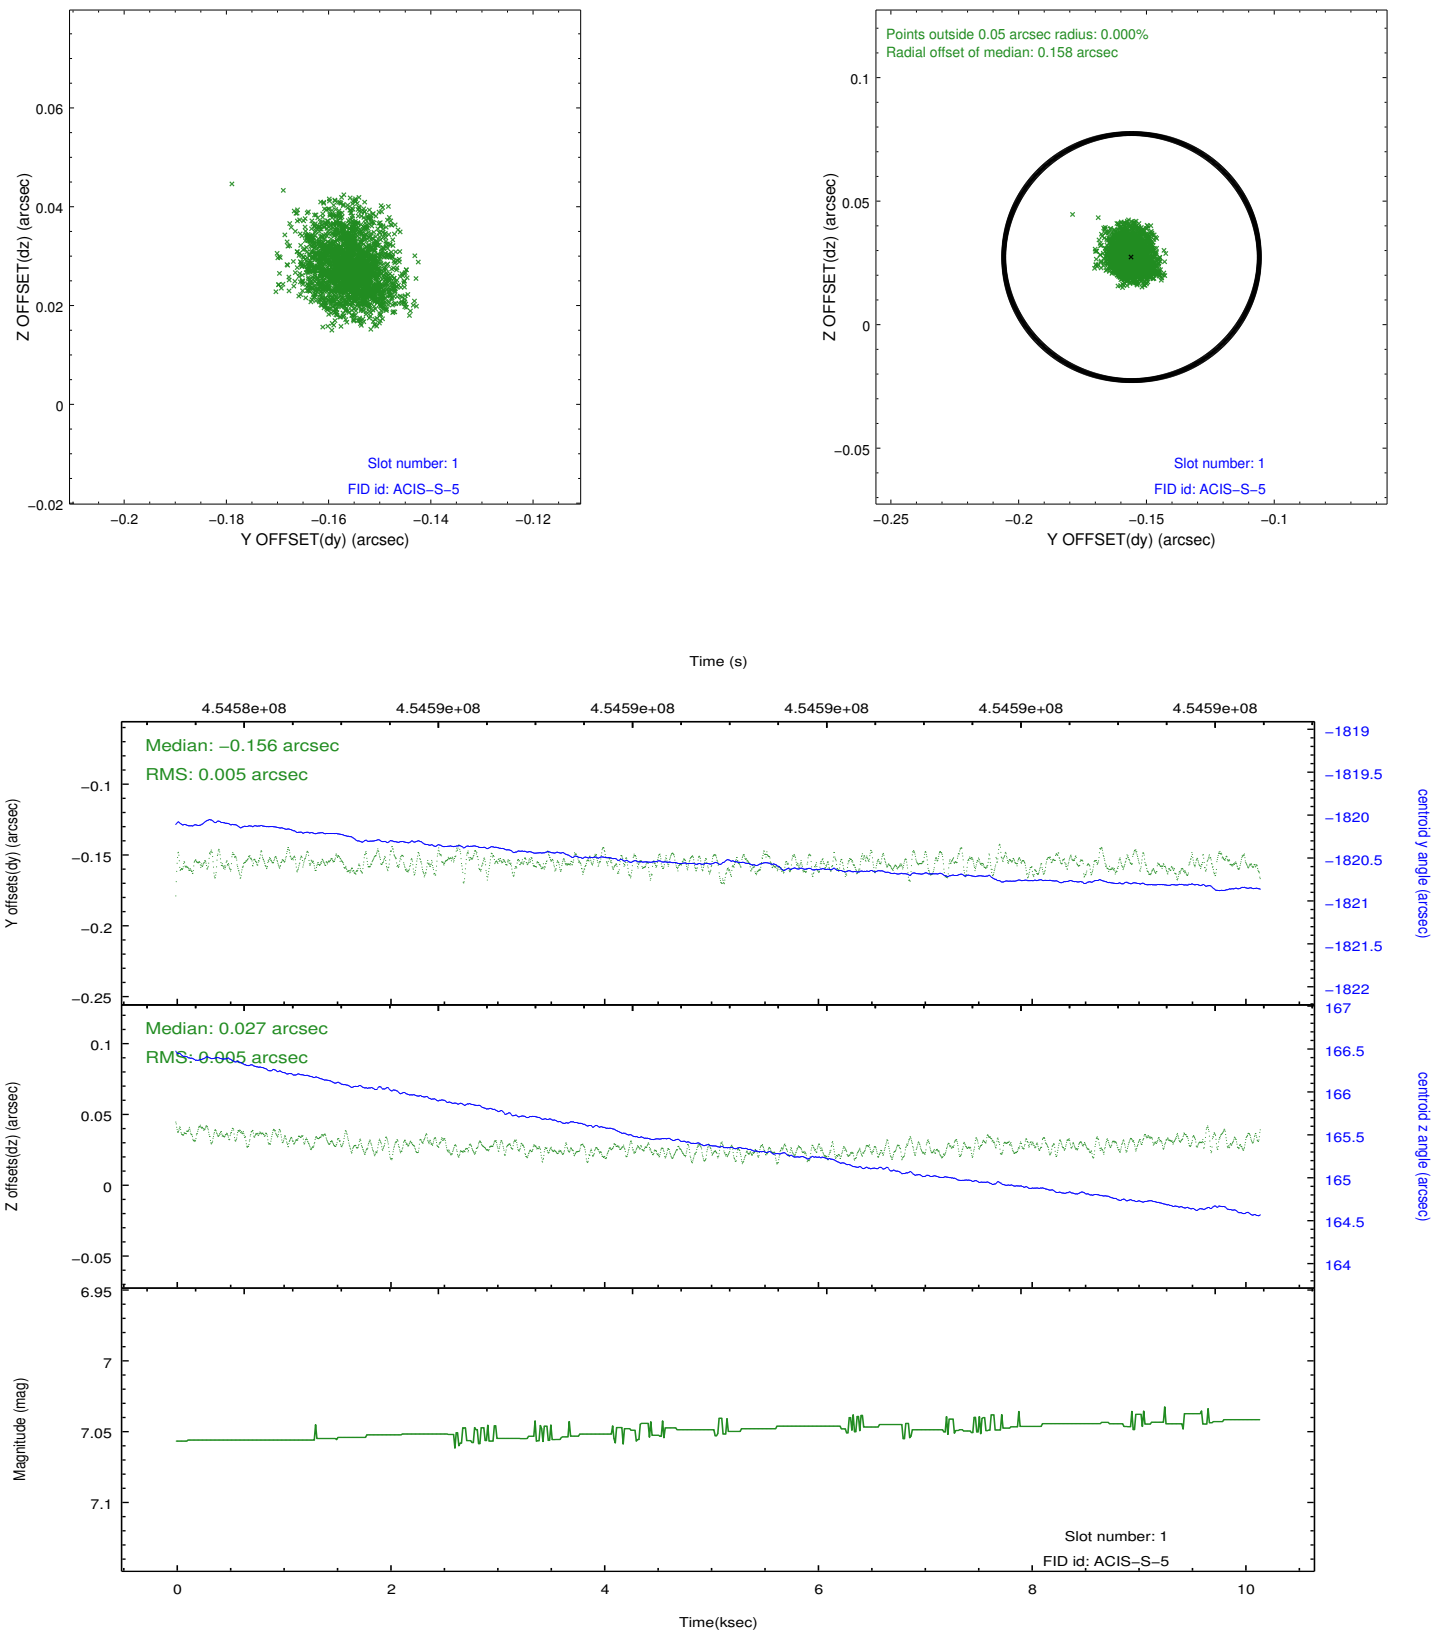 0.06
0.04
0.02
0
−0.02
Z OFFSET(dz) (arcsec)
−0.2 −0.18 −0.16 −0.14 −0.12
Y OFFSET(dy) (arcsec)
Slot number: 1
FID id: ACIS−S−5
Points outside 0.05 arcsec radius: 0.000%
Radial offset of median: 0.158 arcsec
0.1
0.05
0
−0.05
Z OFFSET(dz) (arcsec)
Slot number: 1
FID id: ACIS−S−5
−0.25 −0.2 −0.15 −0.1
Y OFFSET(dy) (arcsec)
Time (s)
4.5458e+08 4.5459e+08 4.5459e+08 4.5459e+08 4.5459e+08 4.5459e+08
Median: −0.156 arcsec
RMS: 0.005 arcsec
−0.1
−0.15
−0.2
−0.25
Y offsets(dy) (arcsec)
−1819
−1819.5
−1820
−1820.5
−1821
−1821.5
−1822
centroid y angle (arcsec)
Median: 0.027 arcsec
RMS: 0.005 arcsec
0.1
0.05
0
−0.05
Z offsets(dz) (arcsec)
167
166.5
166
165.5
165
164.5
164
centroid z angle (arcsec)
6.95
7
7.05
7.1
Magnitude (mag)
Slot number: 1
FID id: ACIS−S−5
0 2 4 6 8 10
Time(ksec)